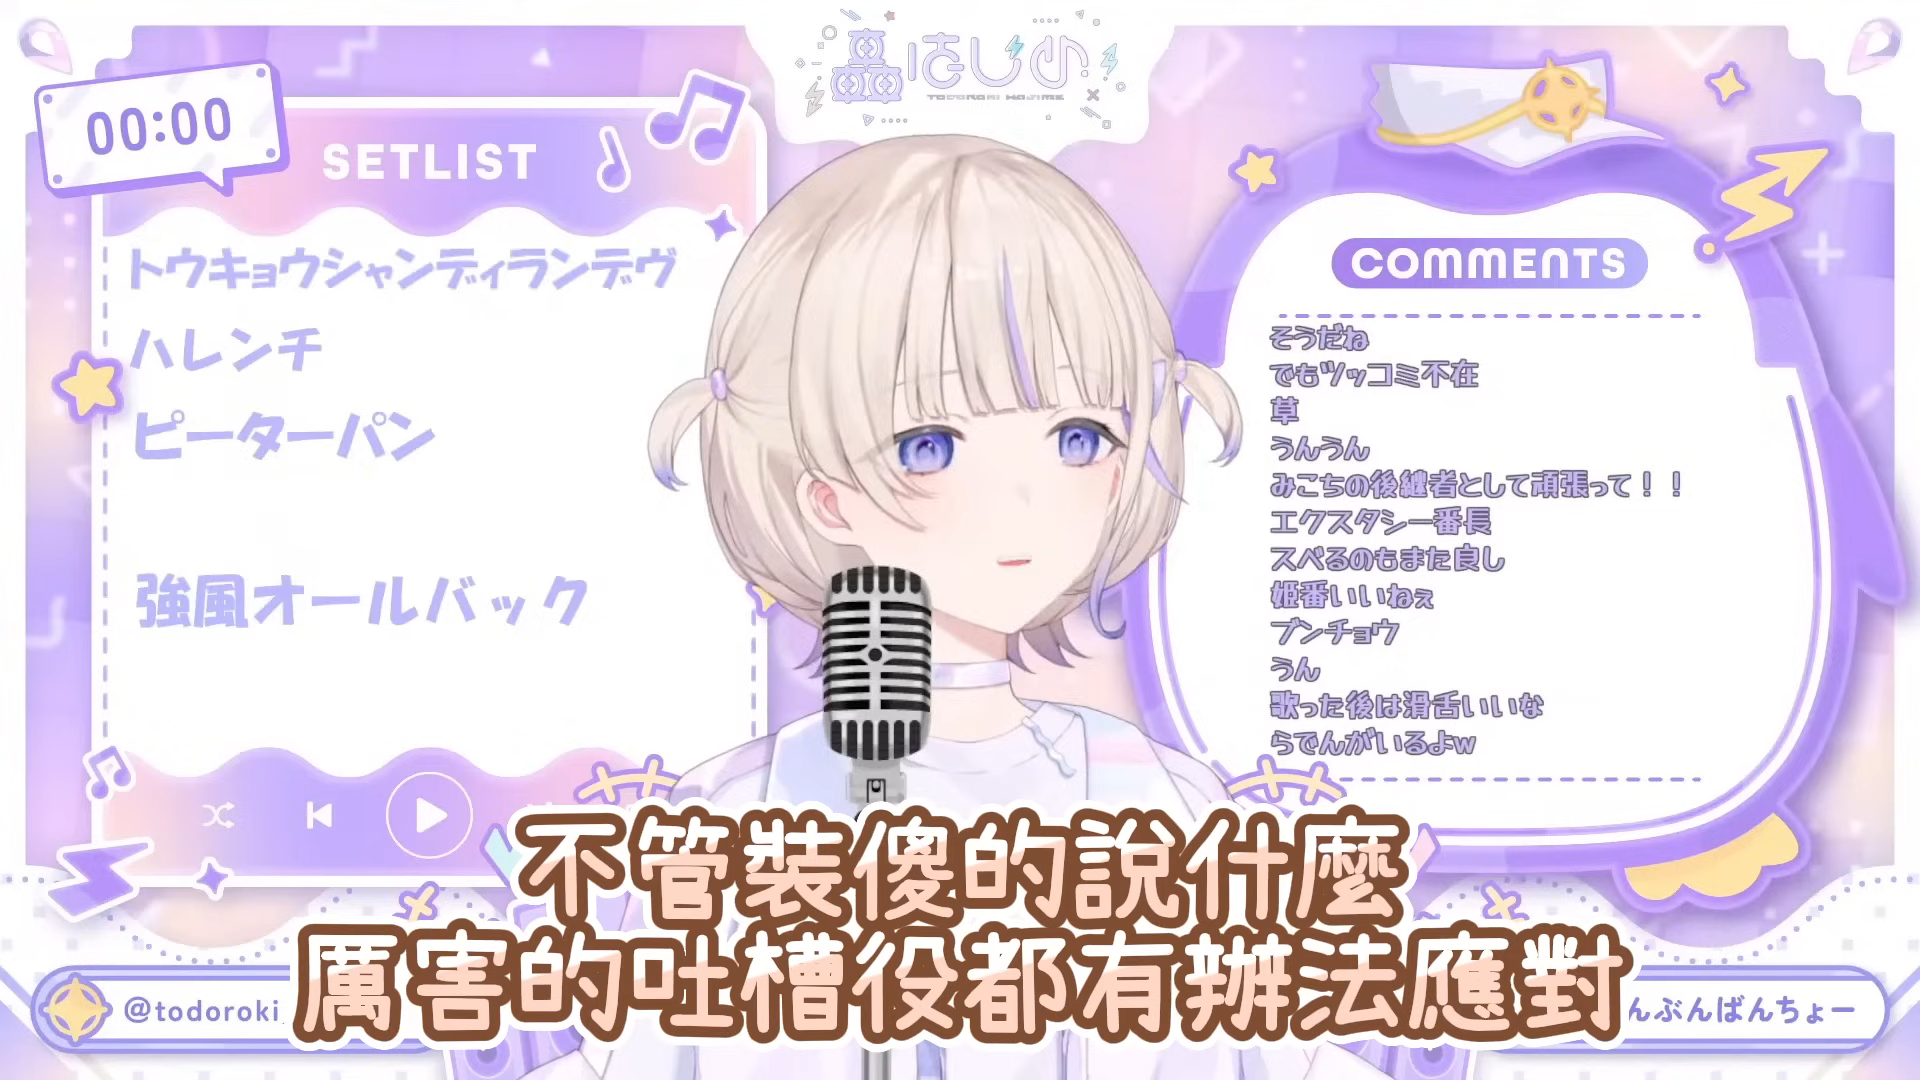 轟はじめ
TODOROKI HAJIME
00:00
SETLIST
トウキョウシャンディランデヴ
ハレンチ
ピーターパン
強風オールバック
COMMENTS
そうだね
でもツッコミ不在
草
うんうん
みこちの後継者として頑張って！！
エクスタシー番長
スベるのもまた良し
姫番いいねぇ
ブンチョウ
うん
歌った後は滑舌いいな
らでんがいるよw
不管裝傻的說什麼
厲害的吐槽役都有辦法應對
@todoroki
んぶんばんちょー